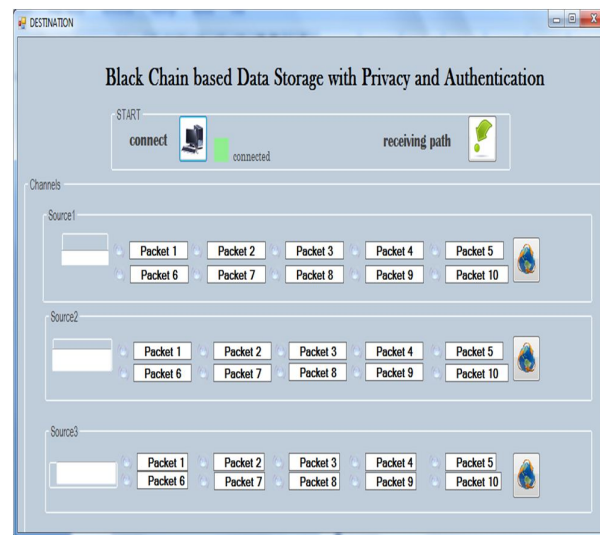 DESTINATION
Black Chain based Data Storage with Privacy and Authentication
START
connect connected receiving path
Channels
Source1
Packet 1 Packet 2 Packet 3 Packet 4 Packet 5
Packet 6 Packet 7 Packet 8 Packet 9 Packet 10
Source2
Packet 1 Packet 2 Packet 3 Packet 4 Packet 5
Packet 6 Packet 7 Packet 8 Packet 9 Packet 10
Source3
Packet 1 Packet 2 Packet 3 Packet 4 Packet 5
Packet 6 Packet 7 Packet 8 Packet 9 Packet 10